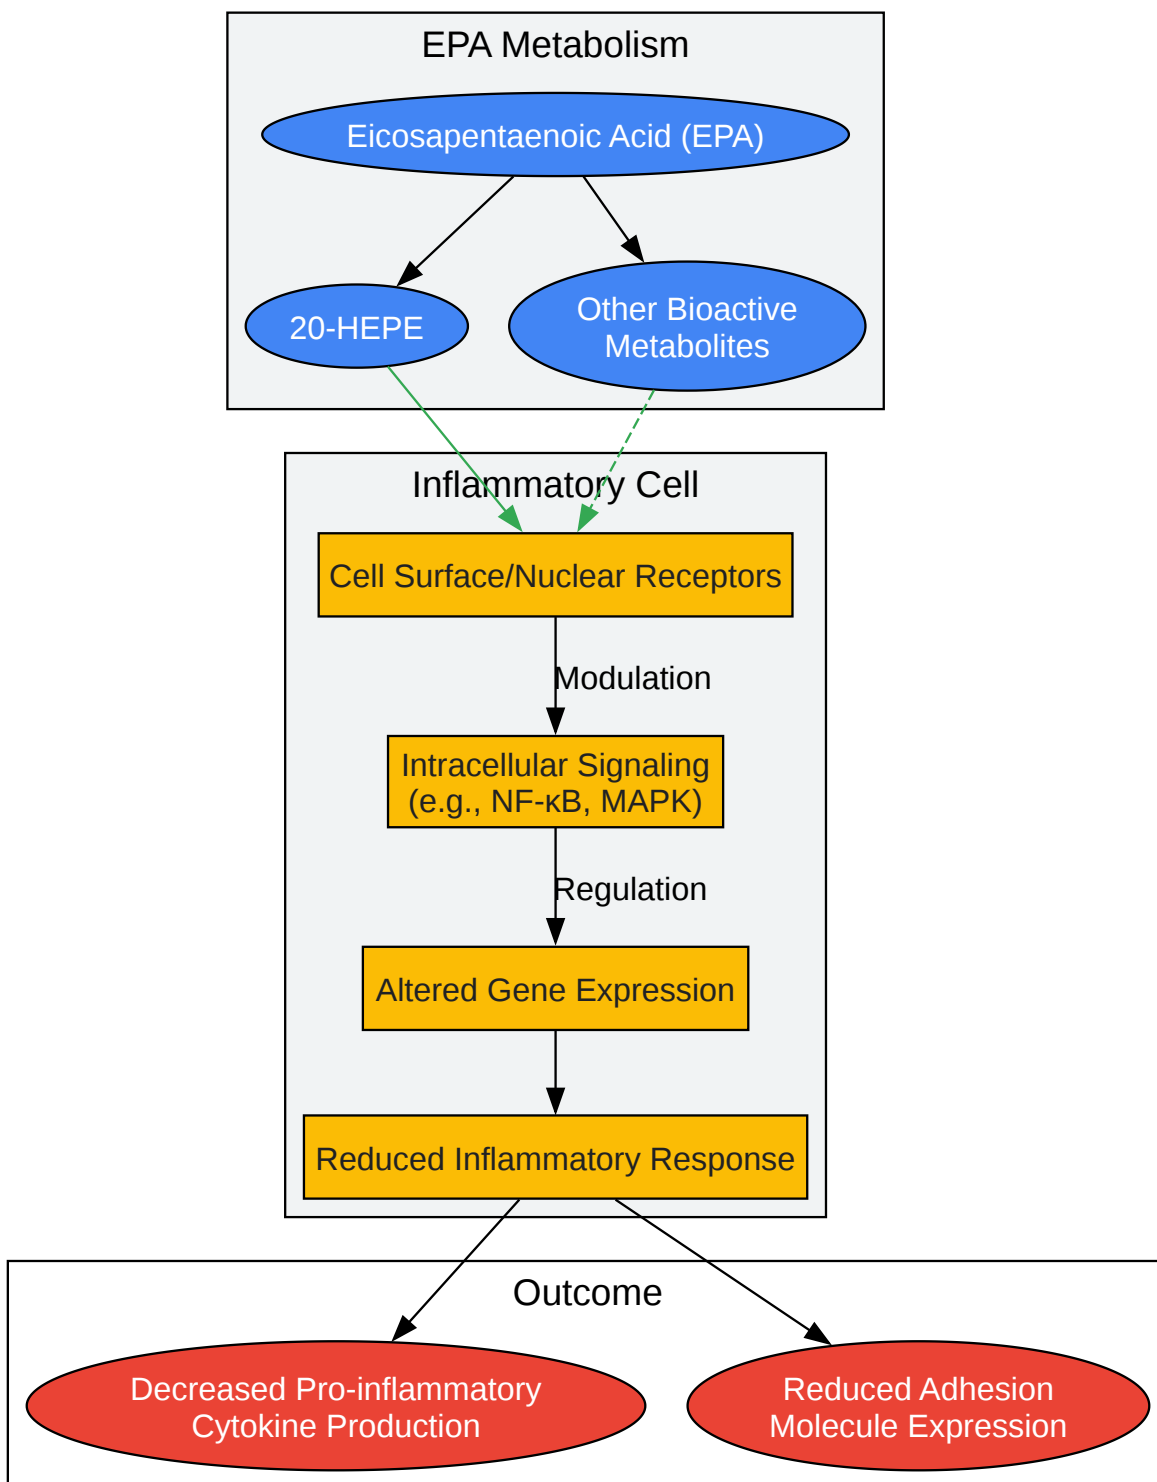 EPA Metabolism
Eicosapentaenoic Acid (EPA)
20-HEPE
Other Bioactive
Metabolites
Inflammatory Cell
Cell Surface/Nuclear Receptors
Modulation
Intracellular Signaling
(e.g., NF-κB, MAPK)
Regulation
Altered Gene Expression
Reduced Inflammatory Response
Outcome
Decreased Pro-inflammatory
Cytokine Production
Reduced Adhesion
Molecule Expression